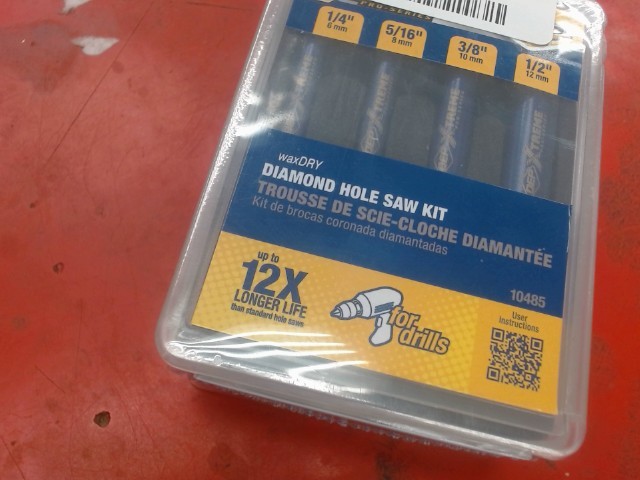 PRO-SERIES
1/4" 5/16" 3/8" 1/2"
6 mm 8 mm 10 mm 12 mm
waxDRY
DIAMOND HOLE SAW KIT
TROUSSE DE SCIE-CLOCHE DIAMANTÉE
Kit de brocas coronada diamantadas
10485
up to
12X
LONGER LIFE
than standard hole saws
for
drills
User
Instructions